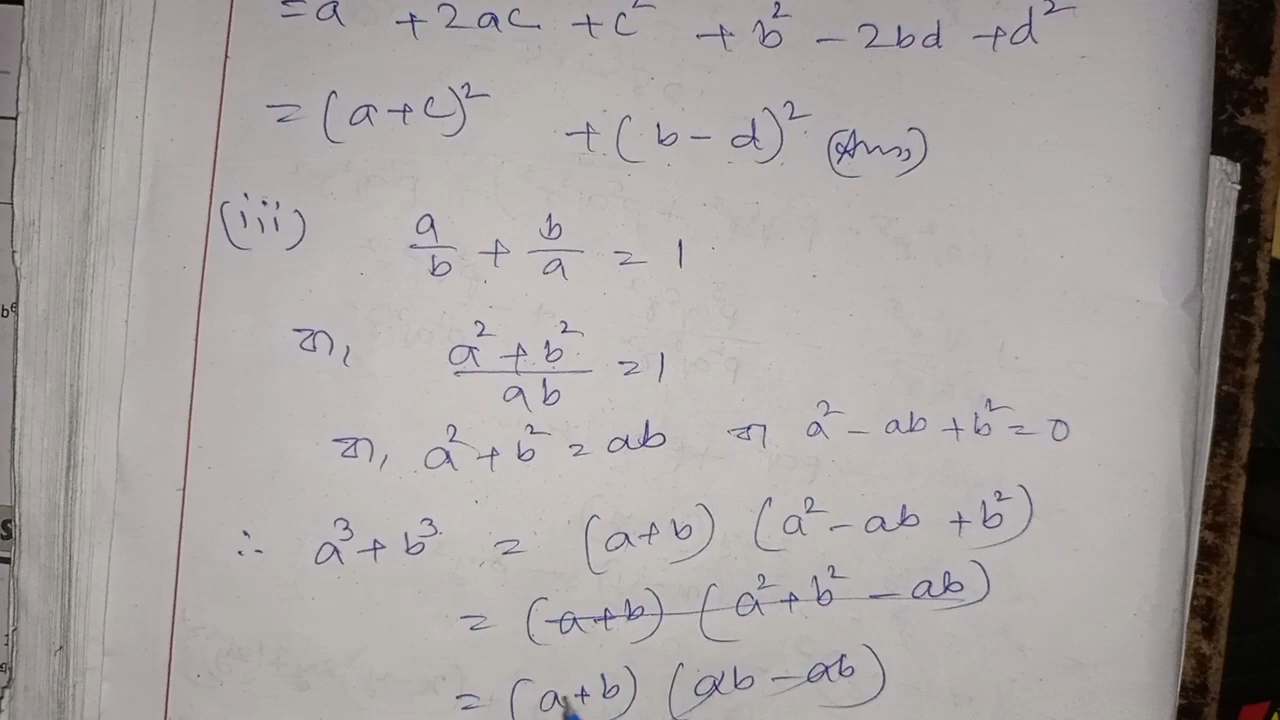 = a + 2ac + c² + b² - 2bd + d²
= (a+c)² + (b-d)² (Ans)
(iii) a/b + b/a = 1
বা, (a² + b²)/ab = 1
বা, a² + b² = ab বা a² - ab + b² = 0
∴ a³ + b³ = (a+b) (a² - ab + b²)
= (a+b) (a² + b² - ab)
= (a+b) (ab - ab)